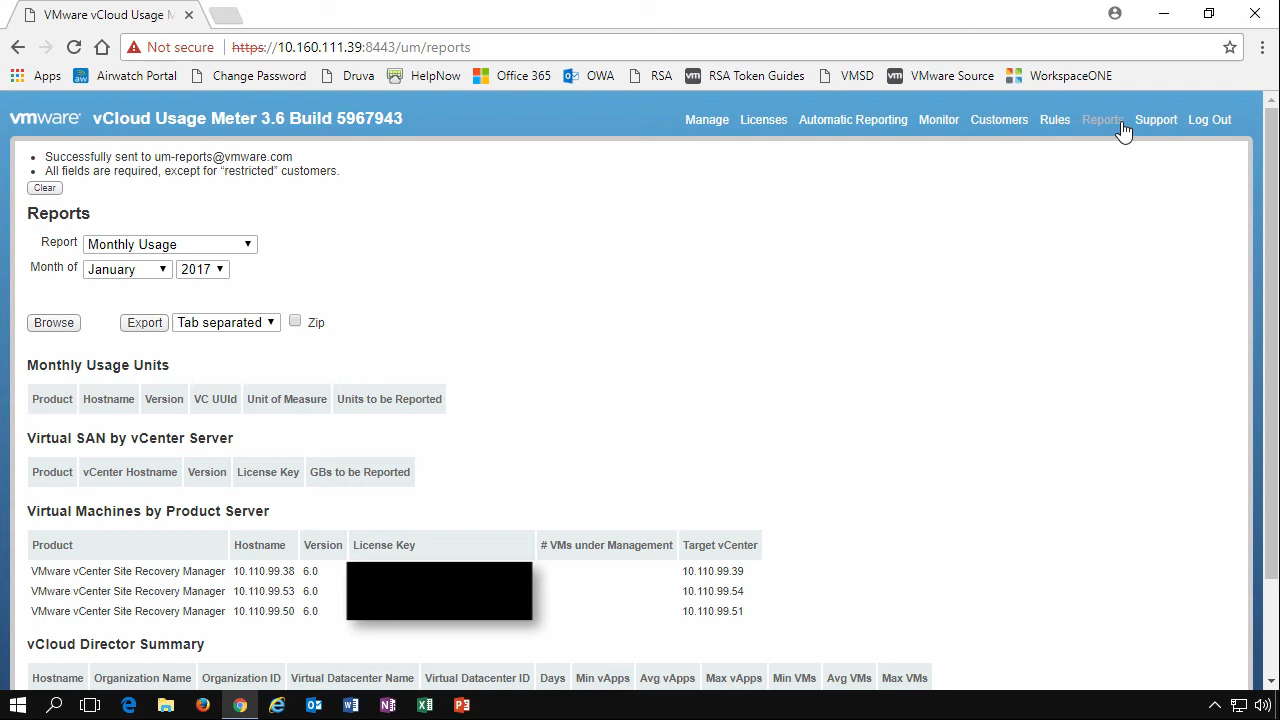 VMware vCloud Usage M
Not secure https://10.160.111.39:8443/um/reports
Apps Airwatch Portal Change Password Druva HelpNow Office 365 OWA RSA RSA Token Guides VMSD VMware Source WorkspaceONE
vmware vCloud Usage Meter 3.6 Build 5967943
Manage Licenses Automatic Reporting Monitor Customers Rules Reports Support Log Out
Successfully sent to um-reports@vmware.com
All fields are required, except for “restricted” customers.
Clear
Reports
Report Monthly Usage
Month of January 2017
Browse Export Tab separated Zip
Monthly Usage Units
Product Hostname Version VC UUId Unit of Measure Units to be Reported
Virtual SAN by vCenter Server
Product vCenter Hostname Version License Key GBs to be Reported
Virtual Machines by Product Server
Product Hostname Version License Key # VMs under Management Target vCenter
VMware vCenter Site Recovery Manager 10.110.99.38 6.0 10.110.99.39
VMware vCenter Site Recovery Manager 10.110.99.53 6.0 10.110.99.54
VMware vCenter Site Recovery Manager 10.110.99.50 6.0 10.110.99.51
vCloud Director Summary
Hostname Organization Name Organization ID Virtual Datacenter Name Virtual Datacenter ID Days Min vApps Avg vApps Max vApps Min VMs Avg VMs Max VMs